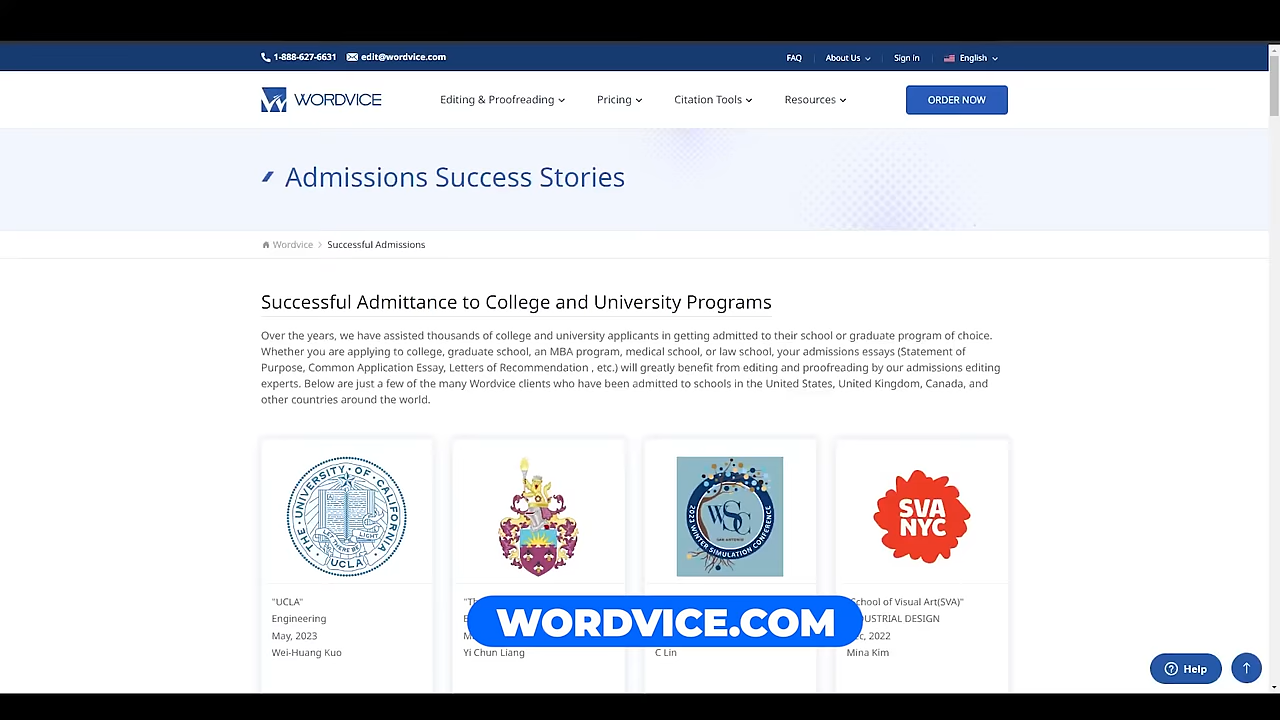 1-888-627-6631 edit@wordvice.com FAQ About Us Sign In English
WORDVICE Editing & Proofreading Pricing Citation Tools Resources ORDER NOW
Admissions Success Stories
Wordvice > Successful Admissions
Successful Admittance to College and University Programs
Over the years, we have assisted thousands of college and university applicants in getting admitted to their school or graduate program of choice.
Whether you are applying to college, graduate school, an MBA program, medical school, or law school, your admissions essays (Statement of
Purpose, Common Application Essay, Letters of Recommendation , etc.) will greatly benefit from editing and proofreading by our admissions editing
experts. Below are just a few of the many Wordvice clients who have been admitted to schools in the United States, United Kingdom, Canada, and
other countries around the world.
THE UNIVERSITY OF CALIFORNIA
UCLA
WSC
SAN ANTONIO
2023 WINTER SIMULATION CONFERENCE
SVA
NYC
"UCLA"
Engineering
May, 2023
Wei-Huang Kuo
Yi Chun Liang
C Lin
School of Visual Art(SVA)"
DESIGN
2022
Mina Kim
WORDVICE.COM
Help